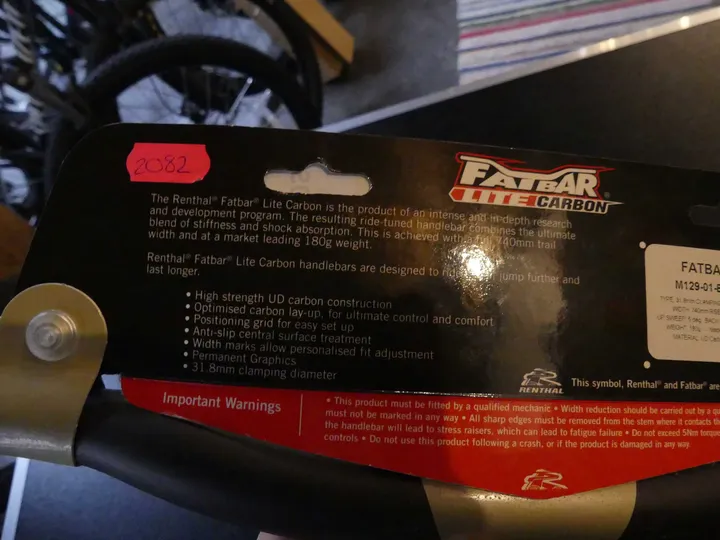 2082
FATBAR
LITE CARBON
The Renthal® Fatbar® Lite Carbon is the product of an intense and in-depth research
and development program. The resulting ride-tuned handlebar combines the ultimate
blend of stiffness and shock absorption. This is achieved with 740mm trail
width and at a market leading 180g weight.
Renthal® Fatbar® Lite Carbon handlebars are designed to jump further and
last longer.
• High strength UD carbon construction
• Optimised carbon lay-up, for ultimate control and comfort
• Positioning grid for easy set up
• Anti-slip central surface treatment
• Width marks allow personalised fit adjustment
• Permanent Graphics
• 31.8mm clamping diameter
FATBA
M129-01-
RENTHAL
This symbol, Renthal® and Fatbar® are
Important Warnings
• This product must be fitted by a qualified mechanic • Width reduction should be carried out by a
must not be marked in any way • All sharp edges must be removed from the stem where it contacts
the handlebar will lead to stress raisers, which can lead to fatigue failure • Do not exceed 5Nm
controls • Do not use this product following a crash, or if the product is damaged in any way.